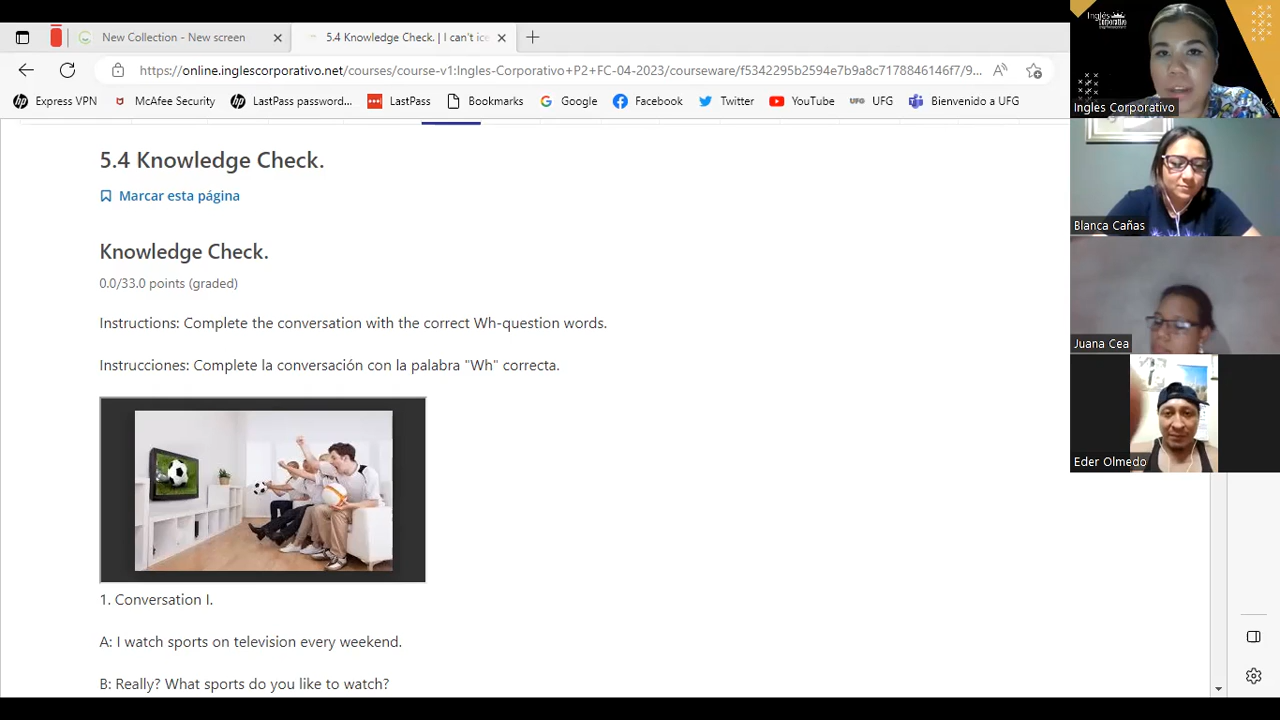 New Collection - New screen
5.4 Knowledge Check. | I can't ice
https://online.inglescorporativo.net/courses/course-v1:Ingles-Corporativo+P2+FC-04-2023/courseware/f5342295b2594e7b9a8c7178846146f7/9...
Express VPN
McAfee Security
LastPass password...
LastPass
Bookmarks
Google
Facebook
Twitter
YouTube
UFG
UFG
Bienvenido a UFG
5.4 Knowledge Check.
Marcar esta página
Knowledge Check.
0.0/33.0 points (graded)
Instructions: Complete the conversation with the correct Wh-question words.
Instrucciones: Complete la conversación con la palabra "Wh" correcta.
1. Conversation I.
A: I watch sports on television every weekend.
B: Really? What sports do you like to watch?
Inglés
Corporativo
Ingles Corporativo
Blanca Cañas
Juana Cea
Eder Olmedo